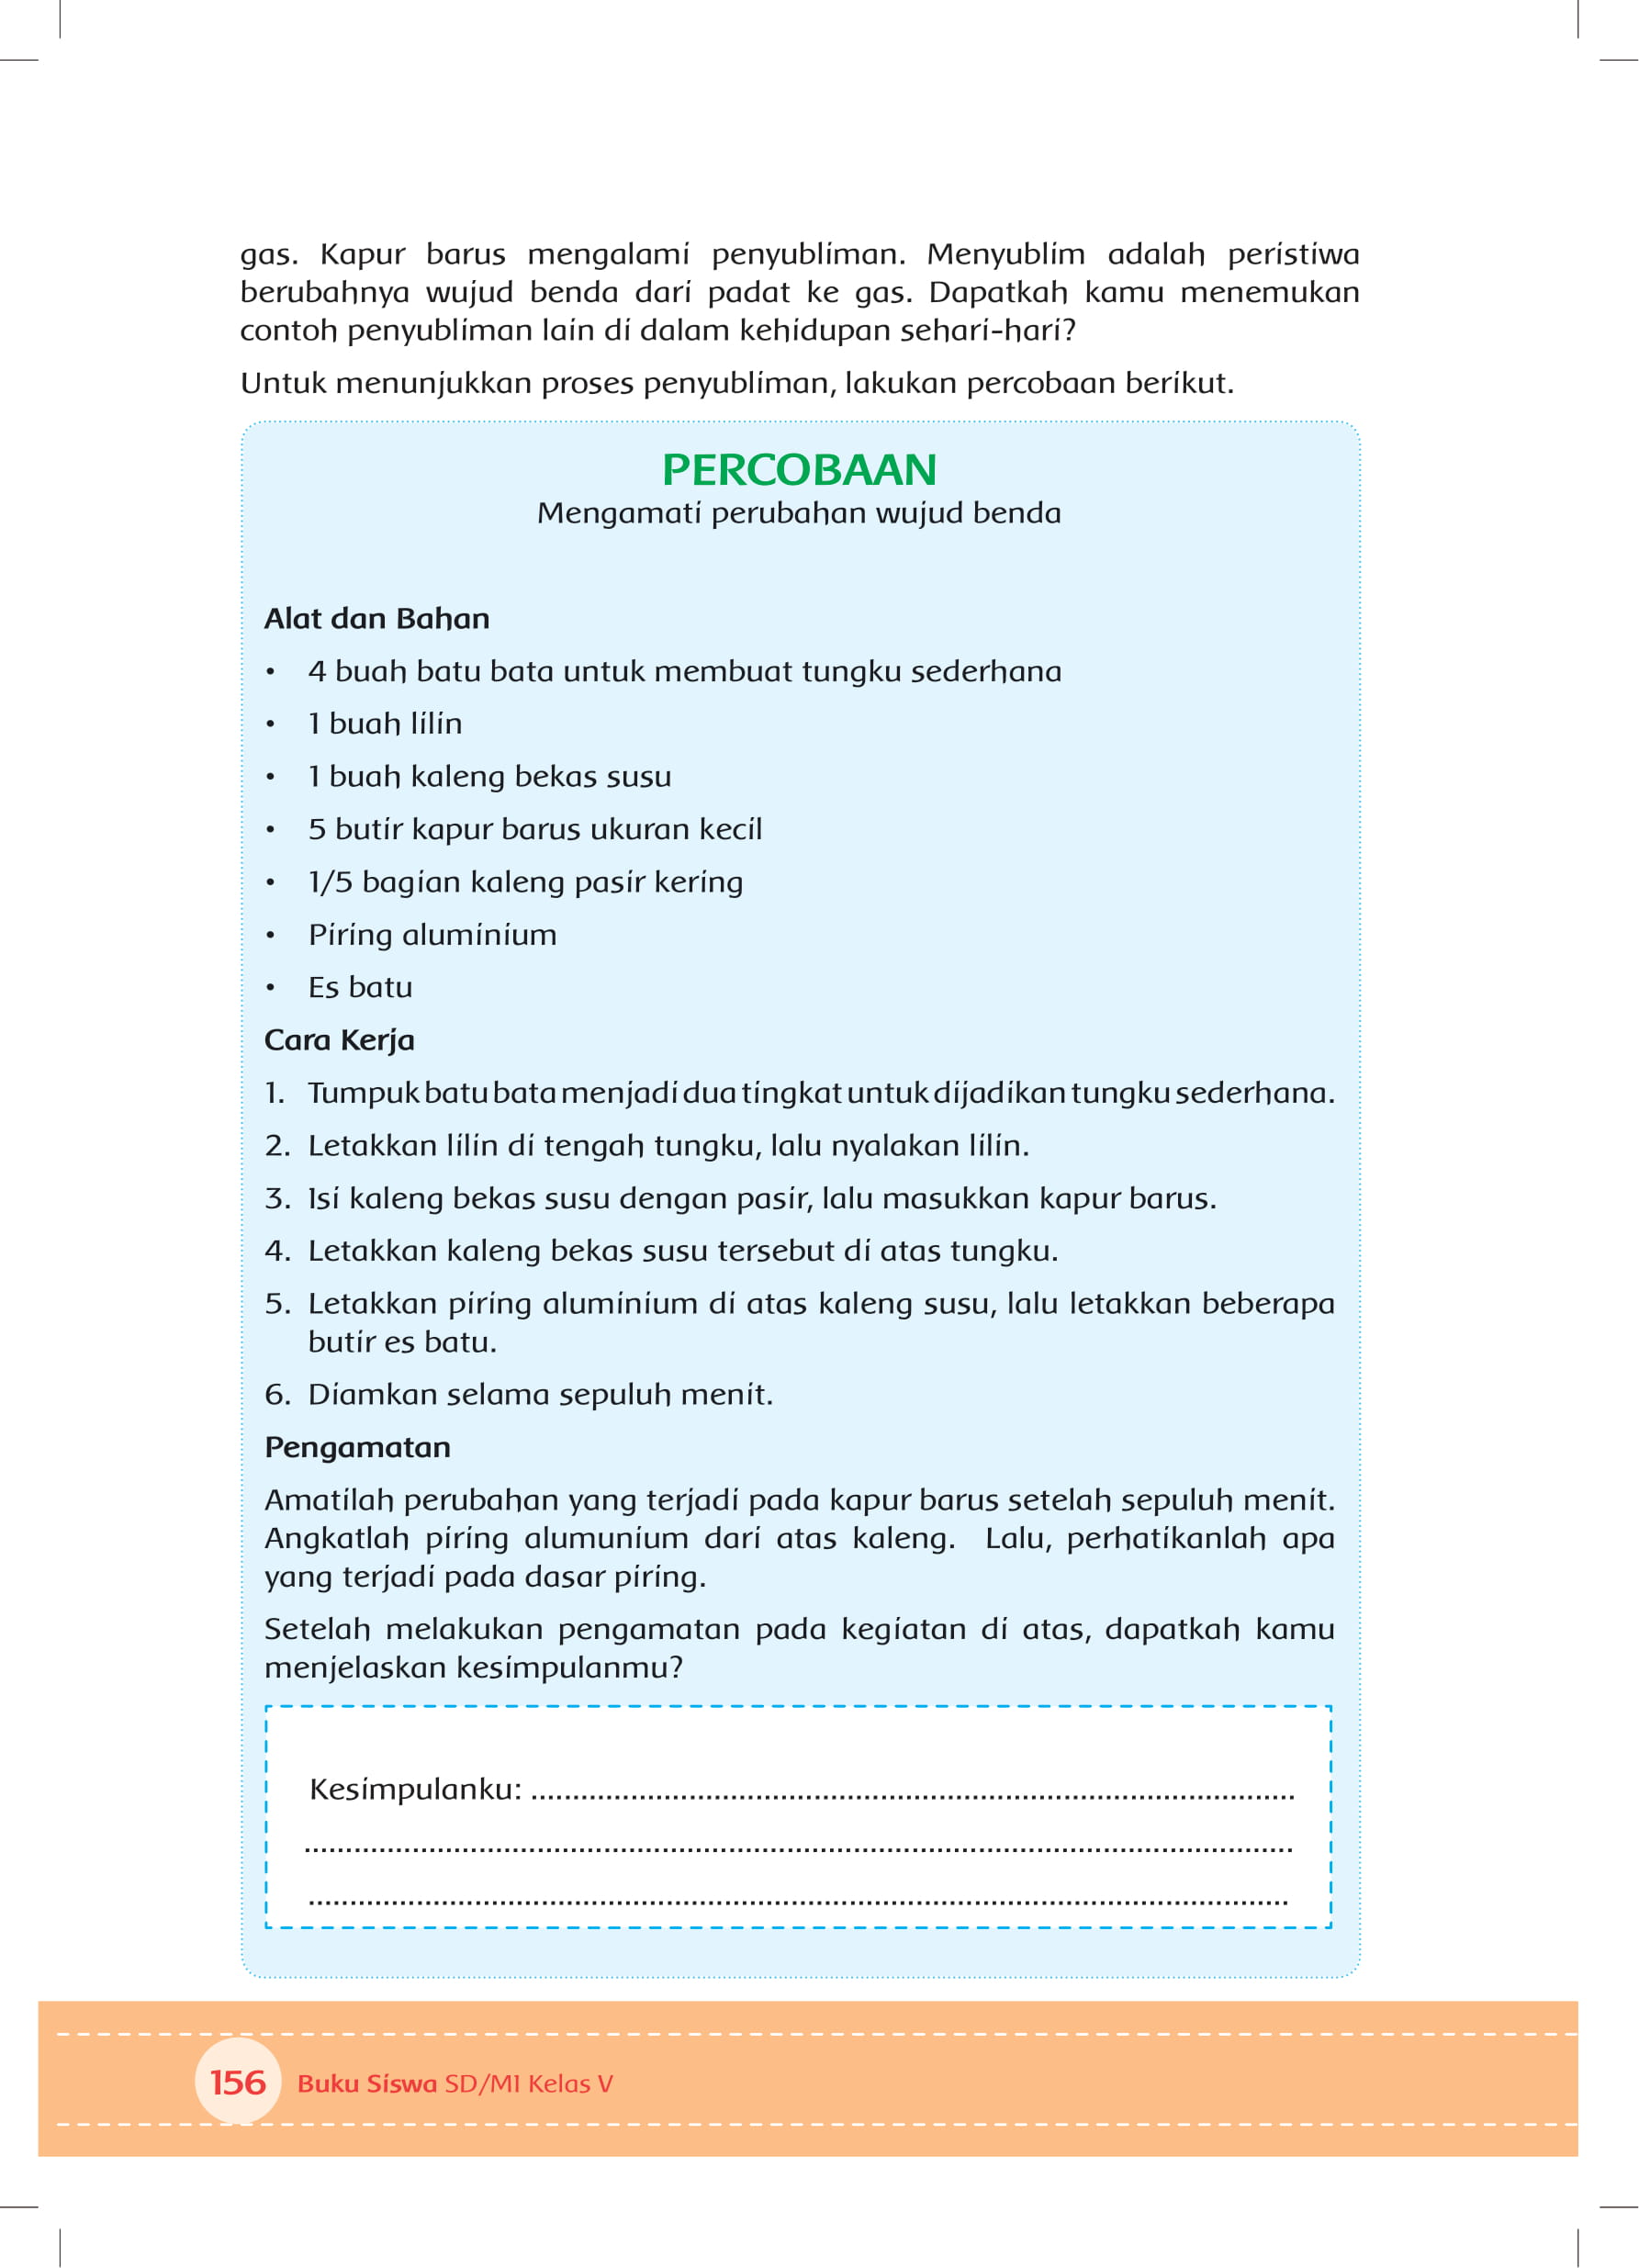 gas. Kapur barus mengalami penyubliman. Menyublim adalah peristiwa
berubahnya wujud benda dari padat ke gas. Dapatkah kamu menemukan
contoh penyubliman lain di dalam kehidupan sehari-hari?
Untuk menunjukkan proses penyubliman, lakukan percobaan berikut.
PERCOBAAN
Mengamati perubahan wujud benda
Alat dan Bahan
• 4 buah batu bata untuk membuat tungku sederhana
• 1 buah lilin
• 1 buah kaleng bekas susu
• 5 butir kapur barus ukuran kecil
• 1/5 bagian kaleng pasir kering
• Piring aluminium
• Es batu
Cara Kerja
1. Tumpuk batu bata menjadi dua tingkat untuk dijadikan tungku sederhana.
2. Letakkan lilin di tengah tungku, lalu nyalakan lilin.
3. Isi kaleng bekas susu dengan pasir, lalu masukkan kapur barus.
4. Letakkan kaleng bekas susu tersebut di atas tungku.
5. Letakkan piring aluminium di atas kaleng susu, lalu letakkan beberapa
butir es batu.
6. Diamkan selama sepuluh menit.
Pengamatan
Amatilah perubahan yang terjadi pada kapur barus setelah sepuluh menit.
Angkatlah piring alumunium dari atas kaleng. Lalu, perhatikanlah apa
yang terjadi pada dasar piring.
Setelah melakukan pengamatan pada kegiatan di atas, dapatkah kamu
menjelaskan kesimpulanmu?
Kesimpulanku: ....................................................................
....................................................................
....................................................................
156 Buku Siswa SD/MI Kelas V